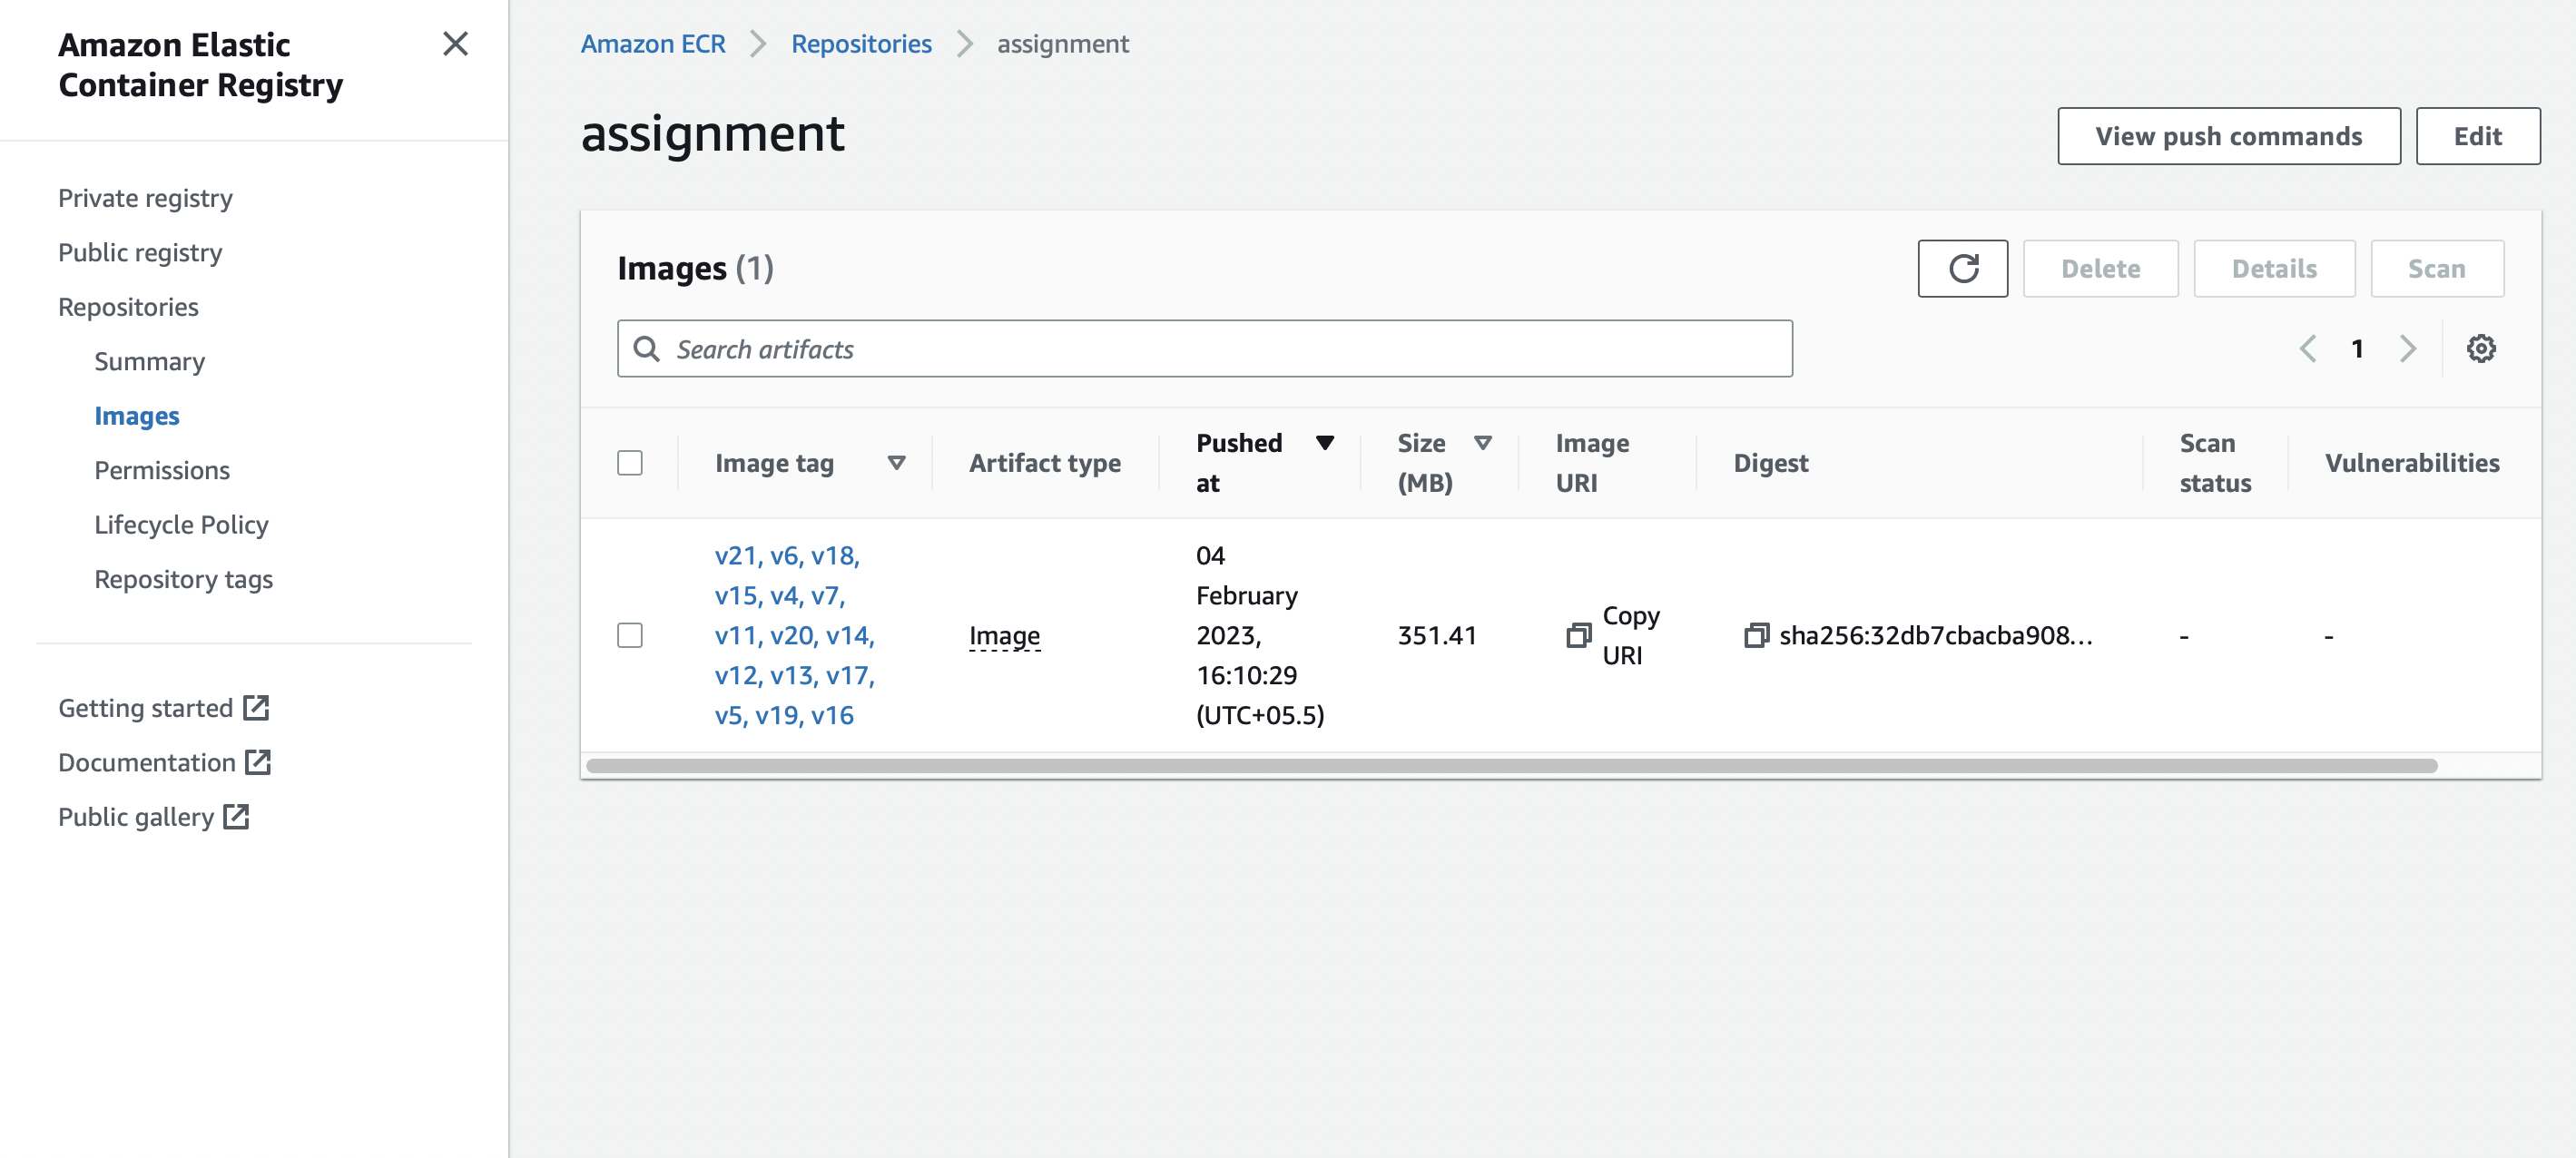 Amazon Elastic
Container Registry
Private registry
Public registry
Repositories
Summary
Images
Permissions
Lifecycle Policy
Repository tags
Getting started
Documentation
Public gallery
Amazon ECR
Repositories
assignment
assignment
View push commands
Edit
Images (1)
Delete
Details
Scan
Search artifacts
1
Image tag
Artifact type
Pushed
at
Size
(MB)
Image
URI
Digest
Scan
status
Vulnerabilities
v21, v6, v18,
v15, v4, v7,
v11, v20, v14,
v12, v13, v17,
v5, v19, v16
Image
04
February
2023,
16:10:29
(UTC+05.5)
351.41
Copy
URI
sha256:32db7cbacba908...
-
-